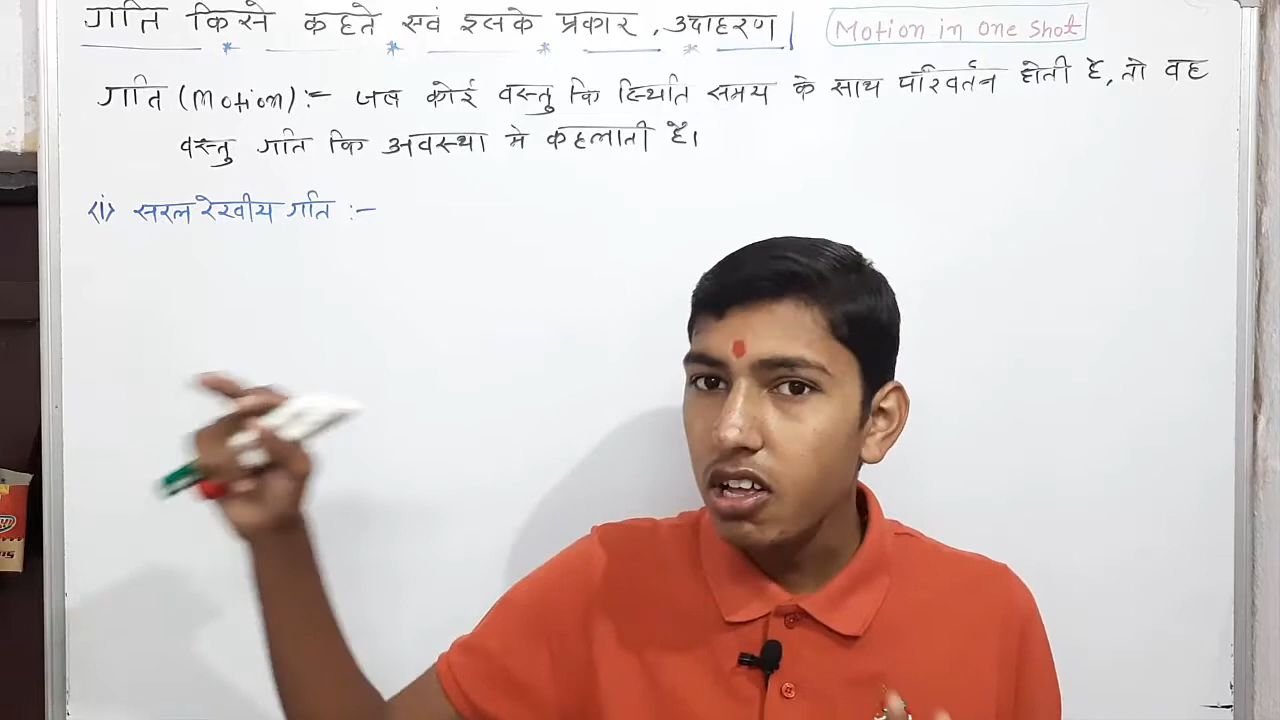 गति किसे कहते एवं इसके प्रकार, उदाहरण
Motion in one shot
गति (Motion) :- जब कोई वस्तु कि स्थिति समय के साथ परिवर्तन होती है, तो वह
वस्तु गति कि अवस्था मे कहलाती है।
(i) सरल रेखीय गति :-